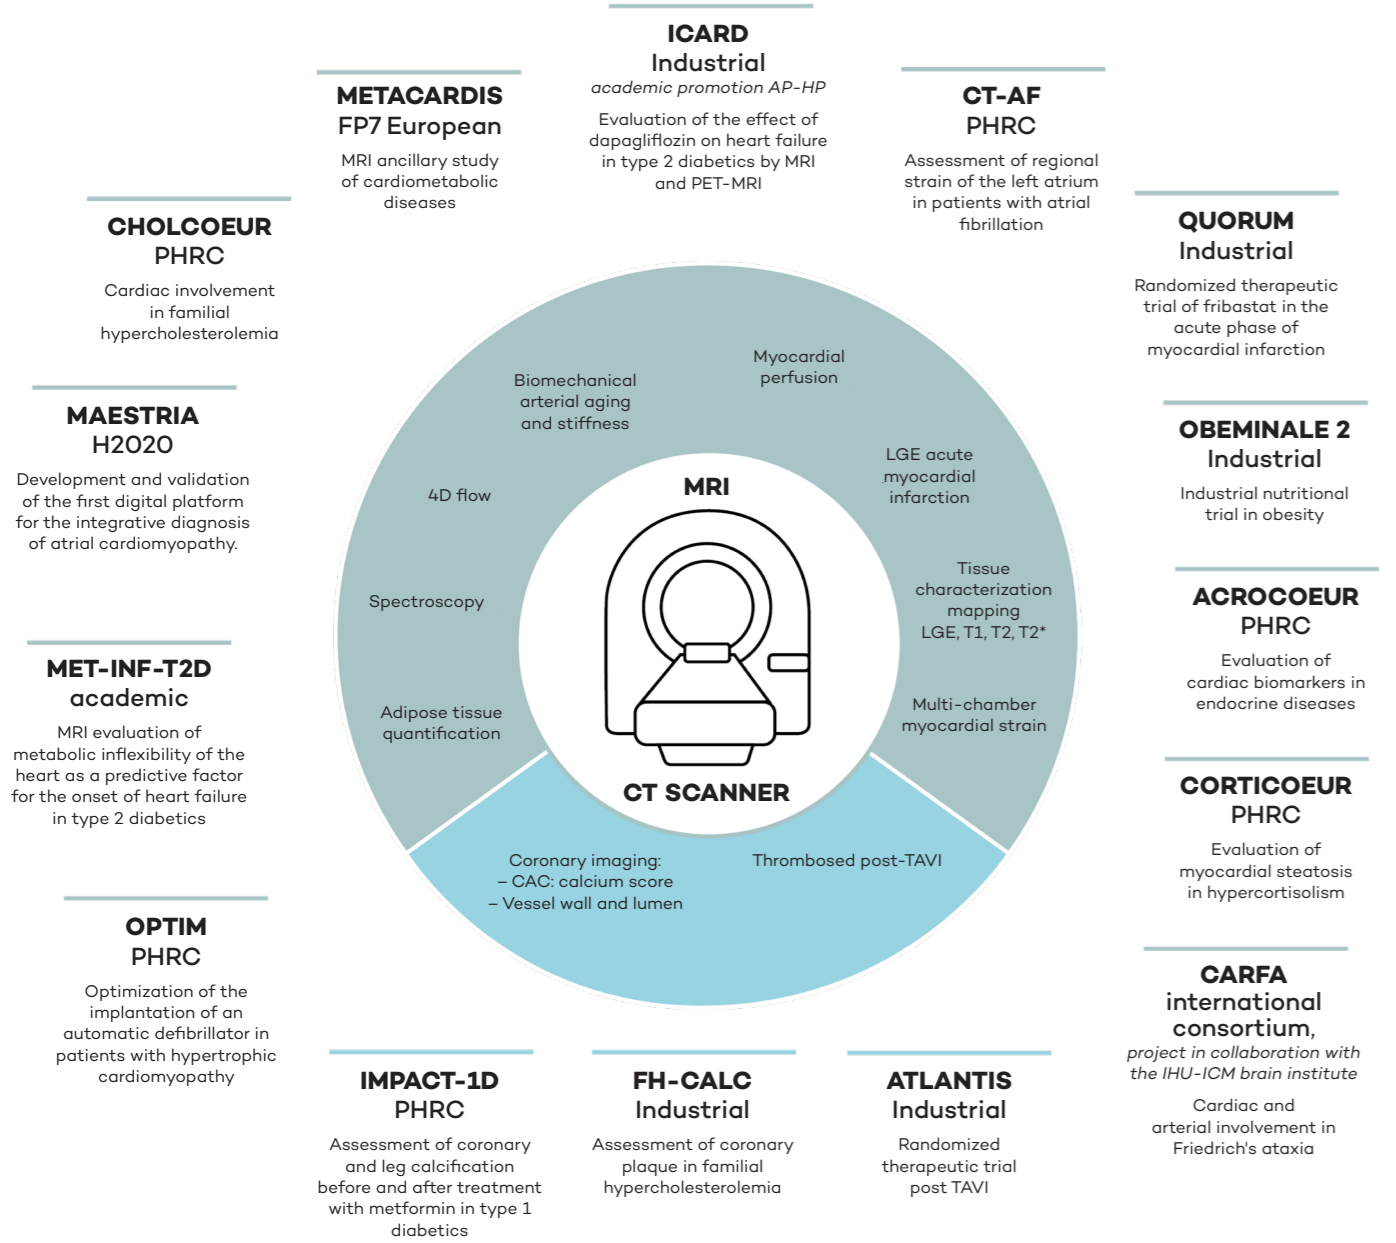 ICARD
Industrial
academic promotion AP-HP
Evaluation of the effect of
dapagliflozin on heart failure
in type 2 diabetics by MRI
and PET-MRI
METACARDIS
FP7 European
MRI ancillary study
of cardiometabolic
diseases
CT-AF
PHRC
Assessment of regional
strain of the left atrium
in patients with atrial
fibrillation
CHOLCOEUR
PHRC
Cardiac involvement
in familial
hypercholesterolemia
QUORUM
Industrial
Randomized therapeutic
trial of fribastat in the
acute phase of
myocardial infarction
MAESTRIA
H2020
Development and validation
of the first digital platform
for the integrative diagnosis
of atrial cardiomyopathy.
OBEMINALE 2
Industrial
Industrial nutritional
trial in obesity
MET-INF-T2D
academic
MRI evaluation of
metabolic inflexibility of the
heart as a predictive factor
for the onset of heart failure
in type 2 diabetics
ACROCOEUR
PHRC
Evaluation of
cardiac biomarkers in
endocrine diseases
CORTICOEUR
PHRC
Evaluation of
myocardial steatosis
in hypercortisolism
OPTIM
PHRC
Optimization of the
implantation of an
automatic defibrillator in
patients with hypertrophic
cardiomyopathy
CARFA
international
consortium,
project in collaboration with
the IHU-ICM brain institute
Cardiac and
arterial involvement in
Friedrich's ataxia
IMPACT-1D
PHRC
Assessment of coronary
and leg calcification
before and after treatment
with metformin in type 1
diabetics
FH-CALC
Industrial
Assessment of coronary
plaque in familial
hypercholesterolemia
ATLANTIS
Industrial
Randomized
therapeutic trial
post TAVI
MRI
Biomechanical
arterial aging
and stiffness
Myocardial
perfusion
4D flow
LGE acute
myocardial
infarction
Spectroscopy
Tissue
characterization
mapping
LGE, T1, T2, T2*
Adipose tissue
quantification
Multi-chamber
myocardial strain
CT SCANNER
Coronary imaging:
– CAC: calcium score
– Vessel wall and lumen
Thrombosed post-TAVI